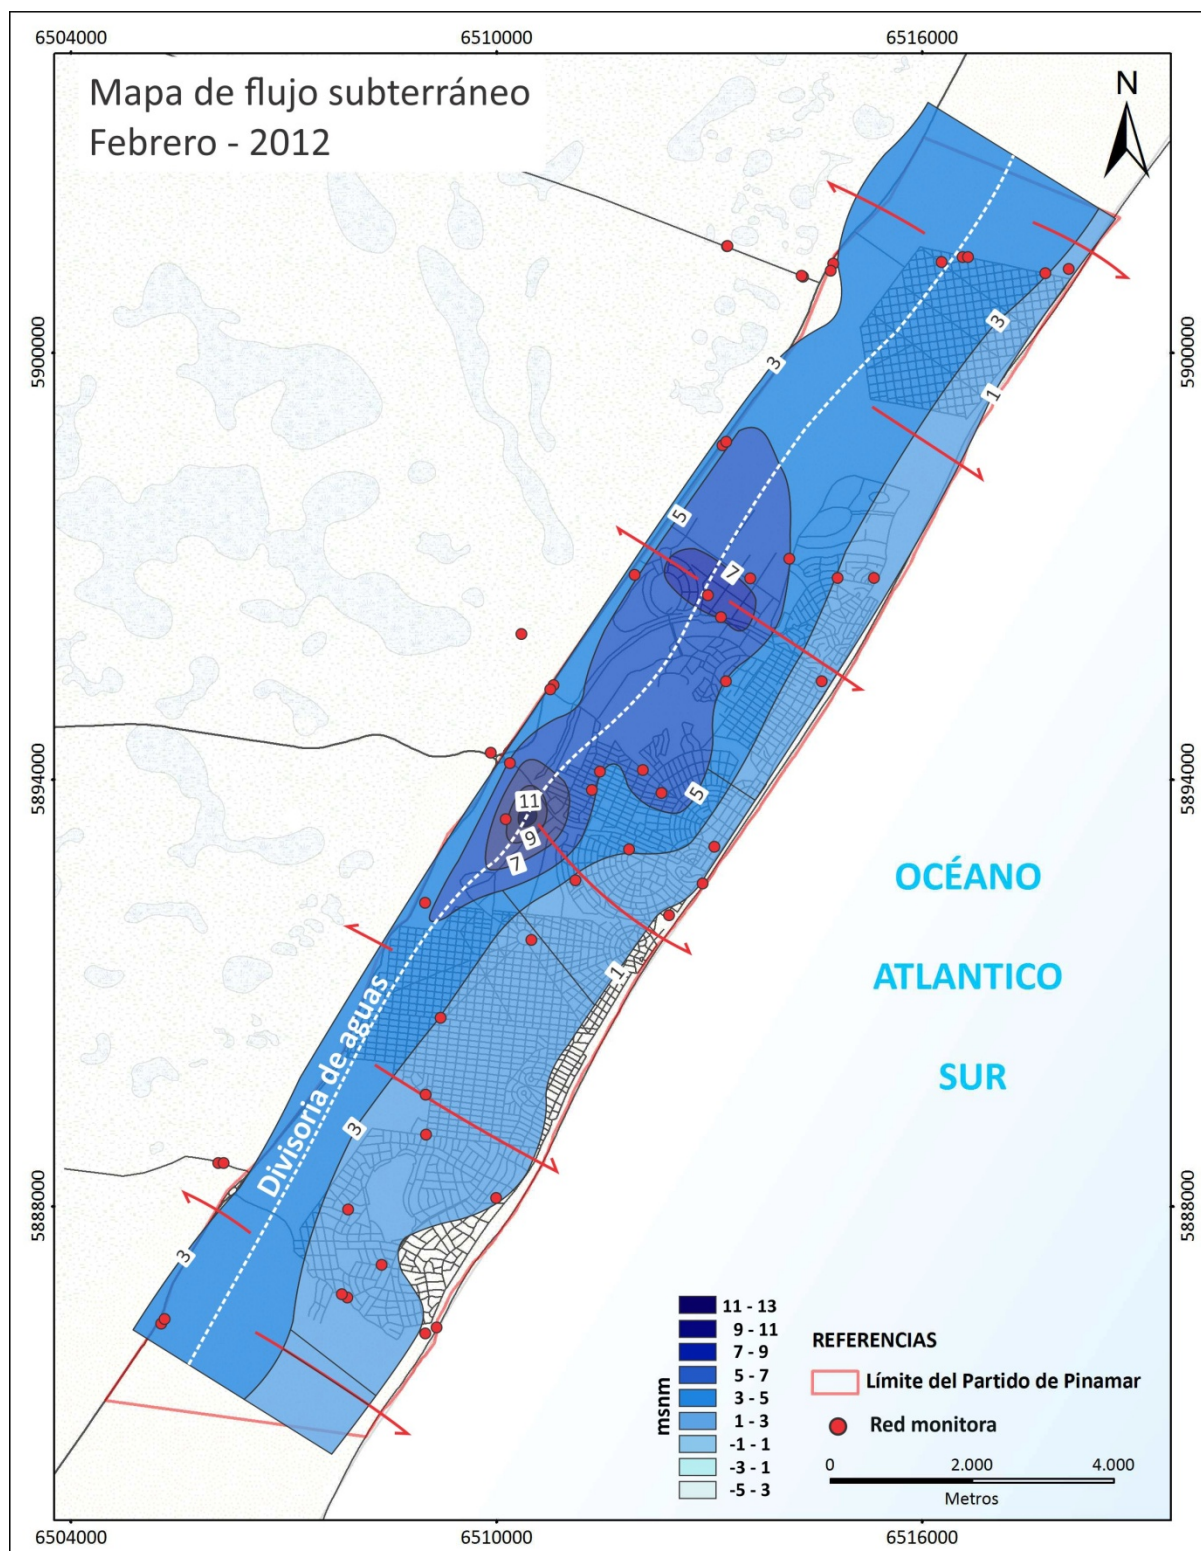 6504000
6510000
6516000
Mapa de flujo subterráneo
Febrero - 2012
N
5900000
5900000
3
3
1
5
7
5894000
5894000
5
11
9
7
OCÉANO
ATLANTICO
SUR
1
Divisoria de aguas
3
5888000
5888000
3
msnm
11 - 13
9 - 11
7 - 9
5 - 7
3 - 5
1 - 3
-1 - 1
-3 - 1
-5 - 3
REFERENCIAS
Límite del Partido de Pinamar
Red monitora
0
2.000
4.000
Metros
6504000
6510000
6516000